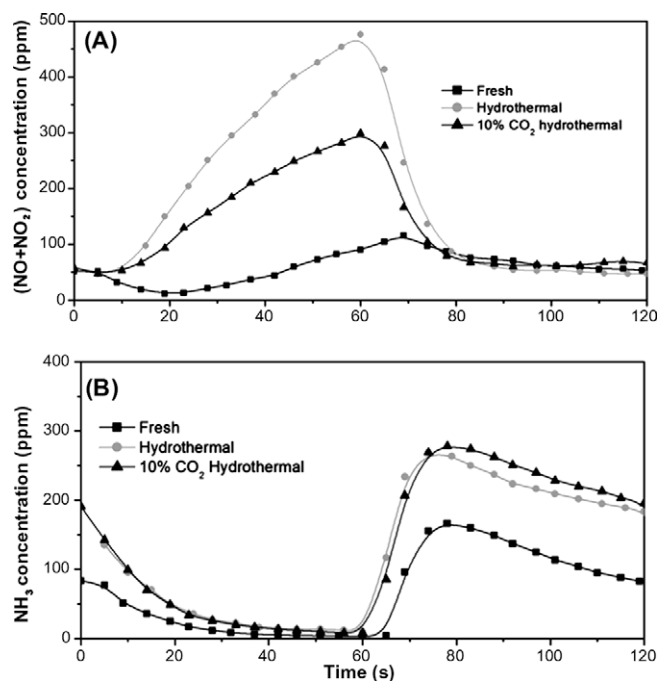 (A)
(NO+NO2) concentration (ppm)
500
400
300
200
100
0
Fresh
Hydrothermal
10% CO2 hydrothermal
0 20 40 60 80 100 120
(B)
NH3 concentration (ppm)
400
300
200
100
0
Fresh
Hydrothermal
10% CO2 Hydrothermal
0 20 40 60 80 100 120
Time (s)